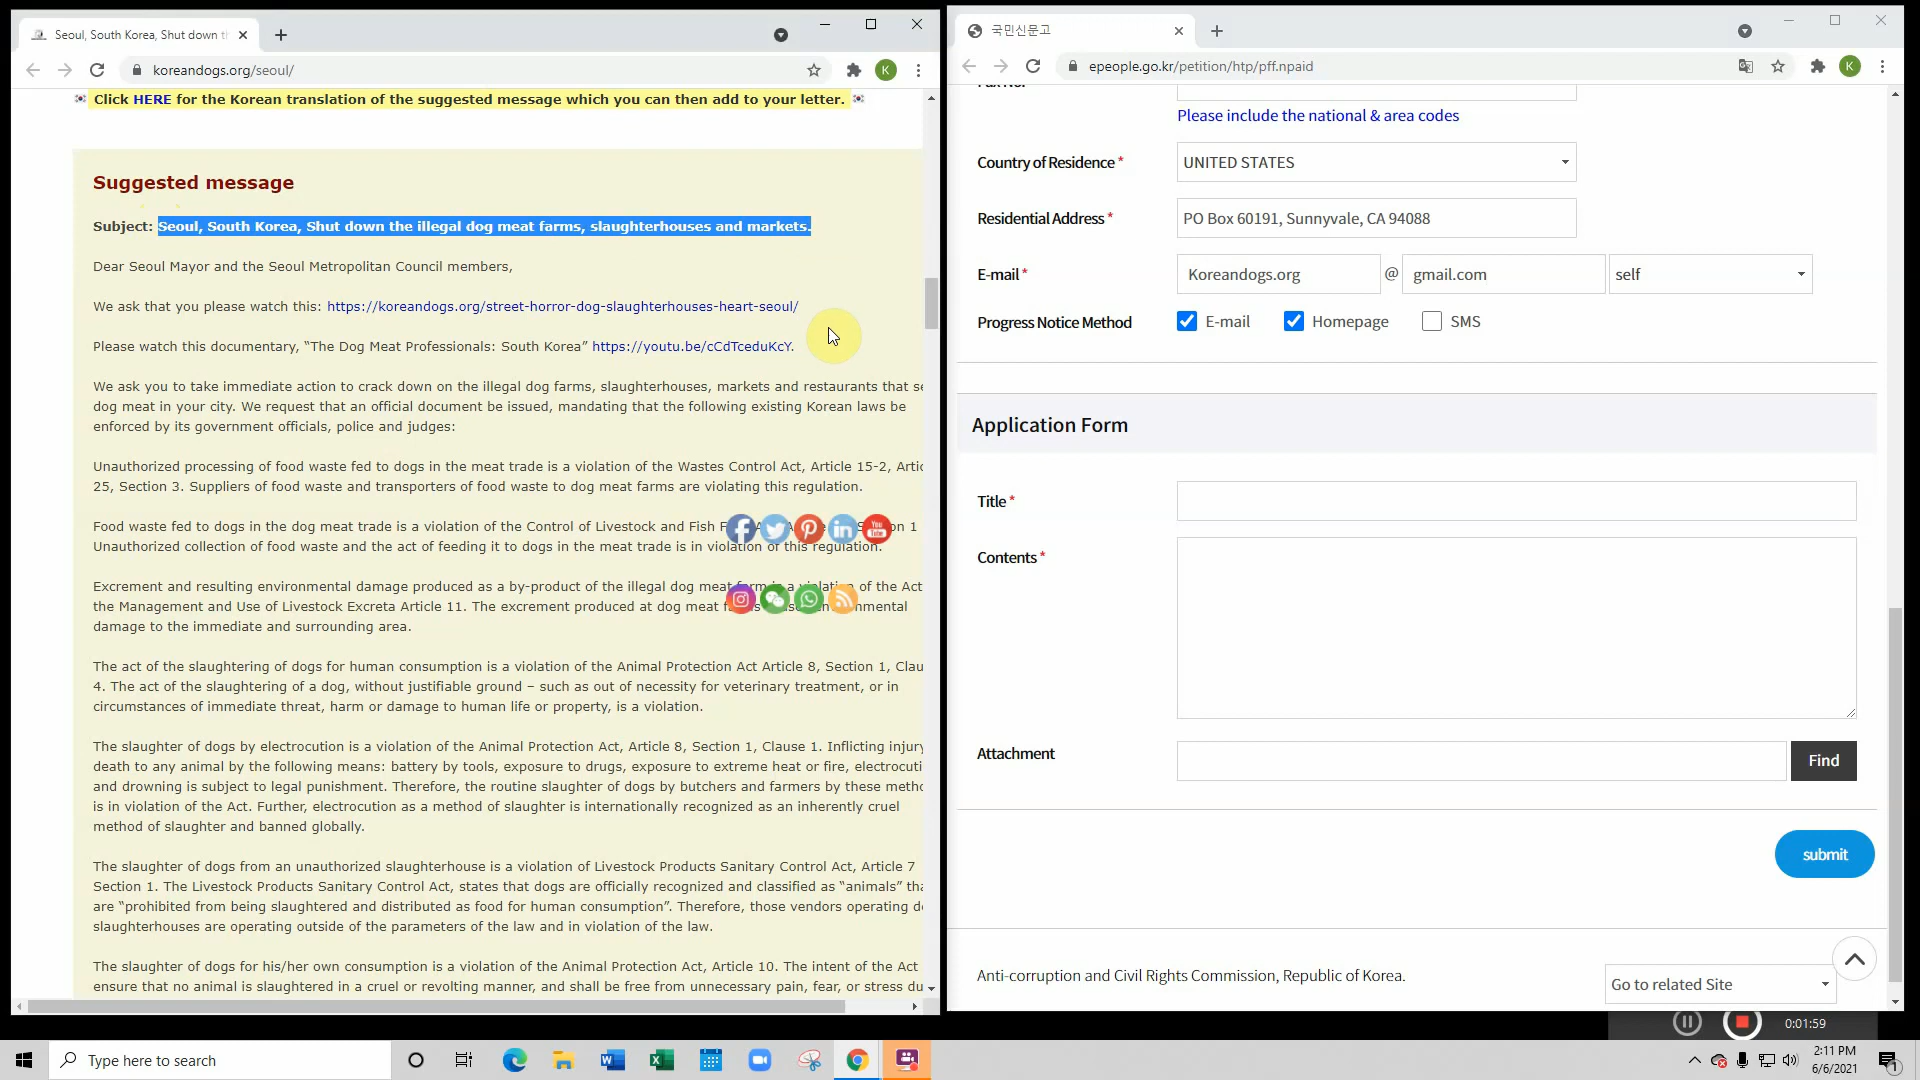 Seoul, South Korea, Shut down th
koreandogs.org/seoul/
K
Click HERE for the Korean translation of the suggested message which you can then add to your letter.
Suggested message
Subject: Seoul, South Korea, Shut down the illegal dog meat farms, slaughterhouses and markets.
Dear Seoul Mayor and the Seoul Metropolitan Council members,
We ask that you please watch this: https://koreandogs.org/street-horror-dog-slaughterhouses-heart-seoul/
Please watch this documentary, “The Dog Meat Professionals: South Korea” https://youtu.be/cCdTceduKcY.
We ask you to take immediate action to crack down on the illegal dog farms, slaughterhouses, markets and restaurants that se
dog meat in your city. We request that an official document be issued, mandating that the following existing Korean laws be
enforced by its government officials, police and judges:
Unauthorized processing of food waste fed to dogs in the meat trade is a violation of the Wastes Control Act, Article 15-2, Artic
25, Section 3. Suppliers of food waste and transporters of food waste to dog meat farms are violating this regulation.
Food waste fed to dogs in the dog meat trade is a violation of the Control of Livestock and Fish F
Unauthorized collection of food waste and the act of feeding it to dogs in the meat trade is in violation of this regulation.
Excrement and resulting environmental damage produced as a by-product of the illegal dog meat farm is a violation of the Act
the Management and Use of Livestock Excreta Article 11. The excrement produced at dog meat
damage to the immediate and surrounding area.
The act of the slaughtering of dogs for human consumption is a violation of the Animal Protection Act Article 8, Section 1, Clau
4. The act of the slaughtering of a dog, without justifiable ground – such as out of necessity for veterinary treatment, or in
circumstances of immediate threat, harm or damage to human life or property, is a violation.
The slaughter of dogs by electrocution is a violation of the Animal Protection Act, Article 8, Section 1, Clause 1. Inflicting injury
death to any animal by the following means: battery by tools, exposure to drugs, exposure to extreme heat or fire, electrocuti
and drowning is subject to legal punishment. Therefore, the routine slaughter of dogs by butchers and farmers by these metho
is in violation of the Act. Further, electrocution as a method of slaughter is internationally recognized as an inherently cruel
method of slaughter and banned globally.
The slaughter of dogs from an unauthorized slaughterhouse is a violation of Livestock Products Sanitary Control Act, Article 7
Section 1. The Livestock Products Sanitary Control Act, states that dogs are officially recognized and classified as “animals” tha
are “prohibited from being slaughtered and distributed as food for human consumption”. Therefore, those vendors operating d
slaughterhouses are operating outside of the parameters of the law and in violation of the law.
The slaughter of dogs for his/her own consumption is a violation of the Animal Protection Act, Article 10. The intent of the Act
ensure that no animal is slaughtered in a cruel or revolting manner, and shall be free from unnecessary pain, fear, or stress du
국민신문고
epeople.go.kr/petition/htp/pff.npaid
K
Please include the national & area codes
Country of Residence * UNITED STATES
Residential Address * PO Box 60191, Sunnyvale, CA 94088
E-mail * Koreandogs.org @ gmail.com self
Progress Notice Method E-mail Homepage SMS
Application Form
Title *
Contents *
Attachment Find
submit
Anti-corruption and Civil Rights Commission, Republic of Korea.
Go to related Site
0:01:59
Type here to search
2:11 PM
6/6/2021
1